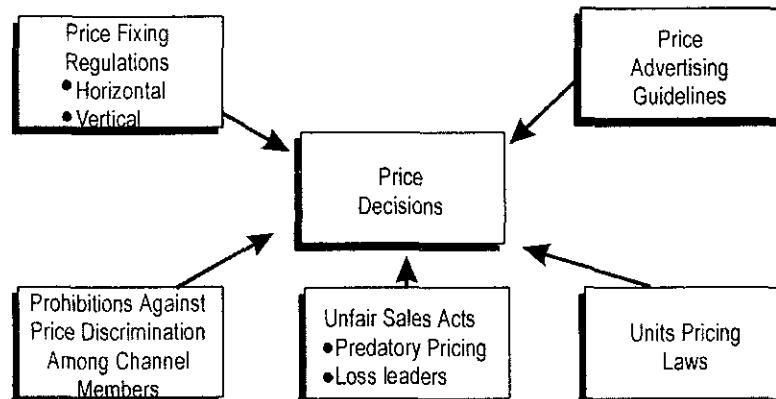 Price Fixing
Regulations
• Horizontal
• Vertical
Price
Advertising
Guidelines
Price
Decisions
Prohibitions Against
Price Discrimination
Among Channel
Members
Unfair Sales Acts
• Predatory Pricing
• Loss leaders
Units Pricing
Laws